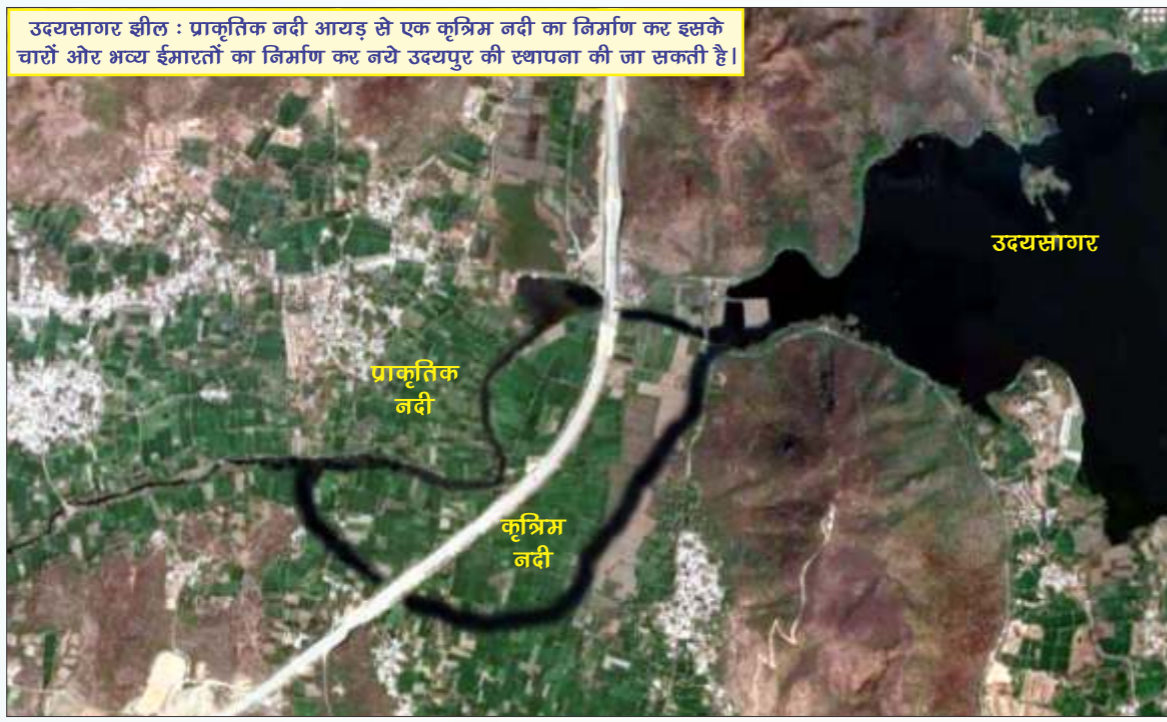 उदयसागर झील : प्राकृतिक नदी आयड़ से एक कृत्रिम नदी का निर्माण कर इसके
चारों ओर भव्य ईमारतों का निर्माण कर नये उदयपुर की स्थापना की जा सकती है।
उदयसागर
प्राकृतिक
नदी
कृत्रिम
नदी